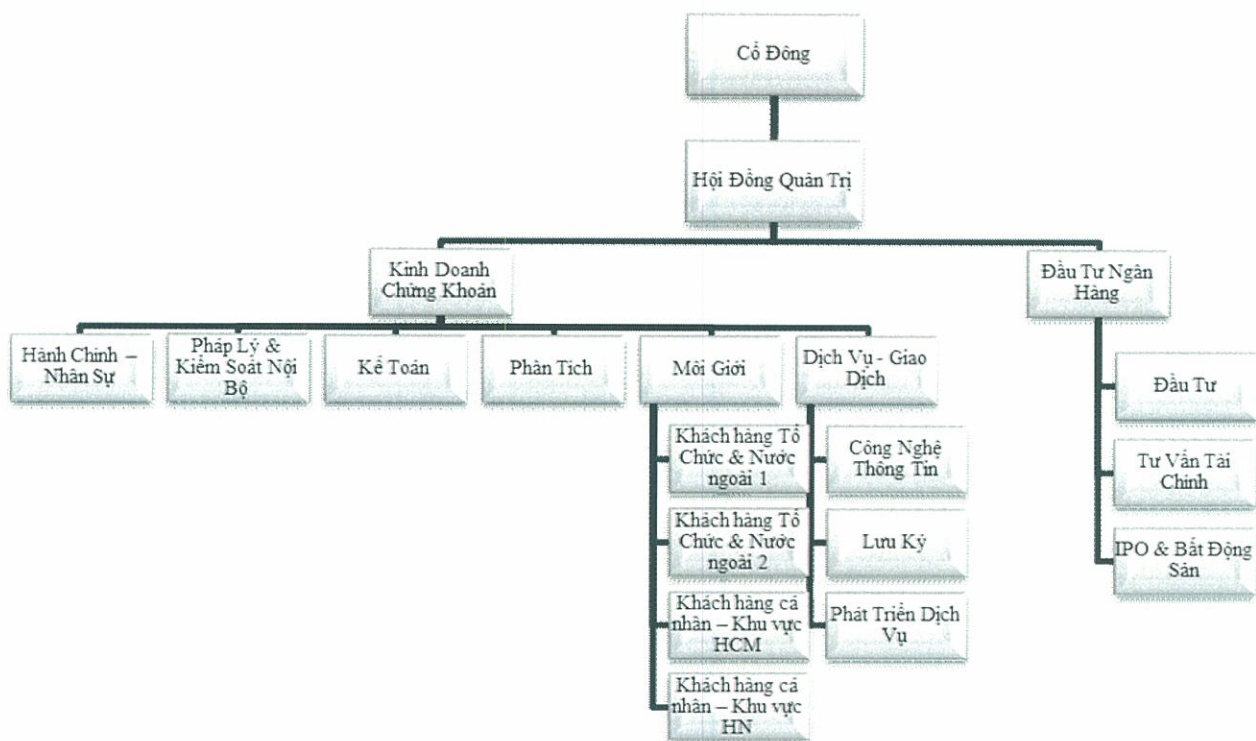 Cổ Đông
Hội Đồng Quản Trị
Kinh Doanh
Chứng Khoán
Đầu Tư Ngân
Hàng
Hành Chính –
Nhân Sự
Pháp Lý &
Kiểm Soát Nội
Bộ
Kế Toán
Phân Tích
Môi Giới
Dịch Vụ - Giao
Dịch
Khách hàng Tổ
Chức & Nước
ngoài 1
Khách hàng Tổ
Chức & Nước
ngoài 2
Khách hàng cá
nhân – Khu vực
HCM
Khách hàng cá
nhân – Khu vực
HN
Công Nghệ
Thông Tin
Lưu Ký
Phát Triển Dịch
Vụ
Đầu Tư
Tư Vấn Tài
Chính
IPO & Bất Động
Sản